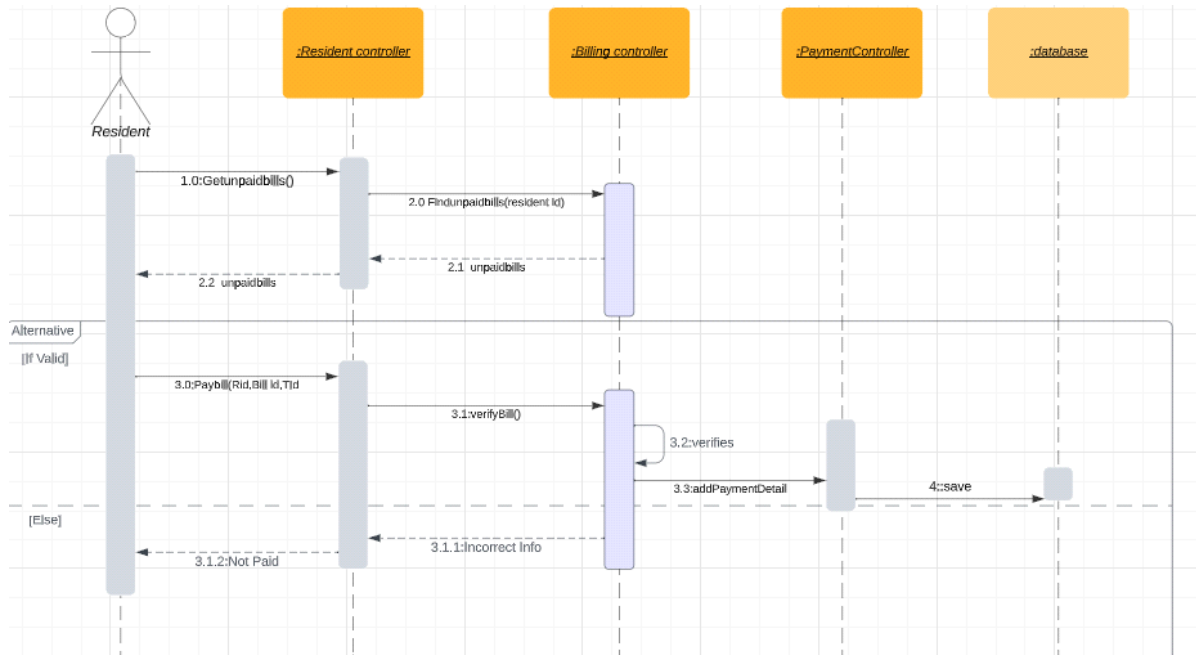 :Resident controller
:Billing controller
:PaymentController
:database
Resident
1.0:Getunpaidbills()
2.0 FIndunpaidbills(resident Id)
2.1 unpaidbills
2.2 unpaidbills
Alternative
[If Valid]
3.0:Paybill(Rid,Bill Id,TId
3.1:verifyBill()
3.2:verifies
3.3:addPaymentDetail
4::save
[Else]
3.1.1:Incorrect Info
3.1.2:Not Paid